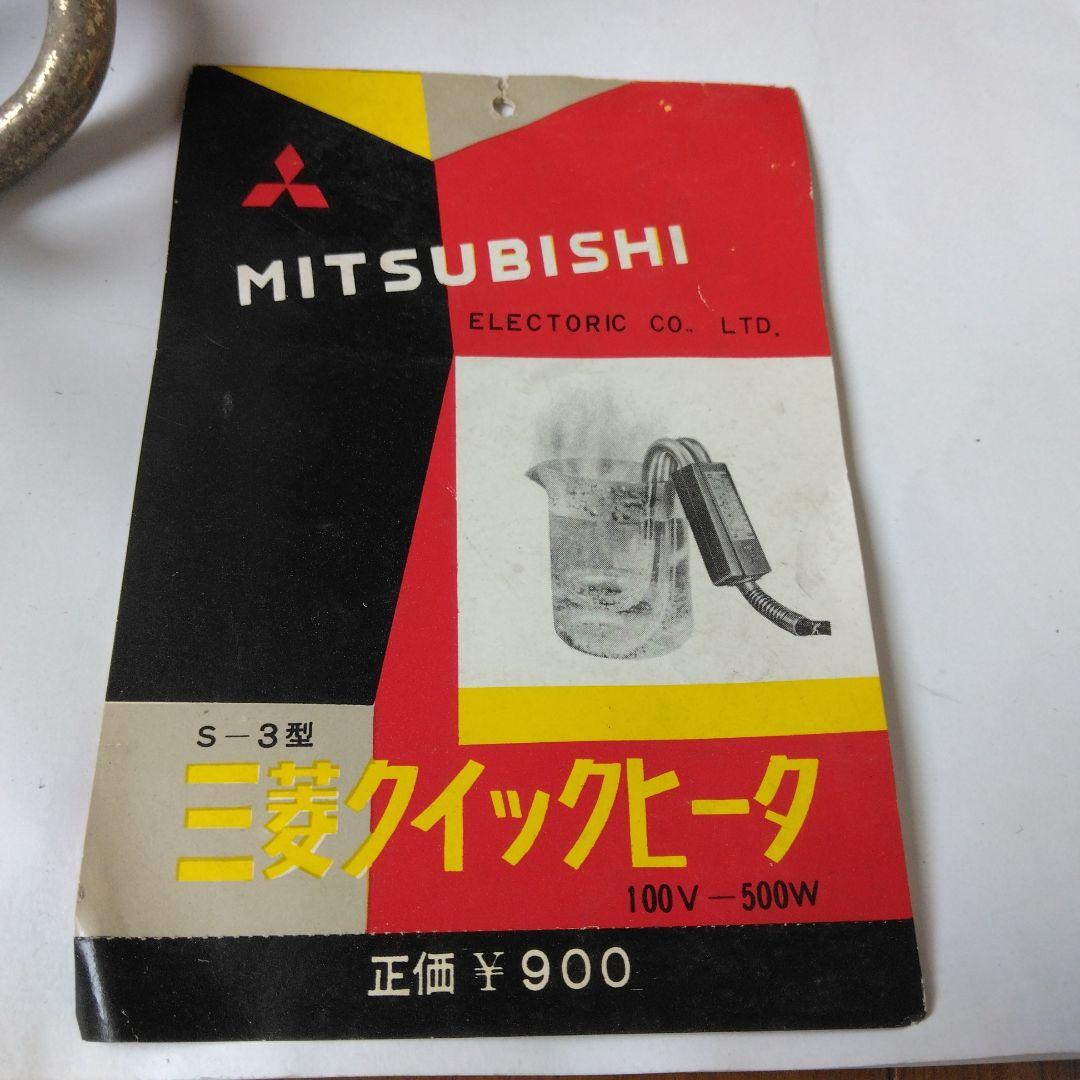 MITSUBISHI
ELECTORIC CO., LTD.
S-3型
三菱クイックヒータ
100V-500W
正価 ¥900